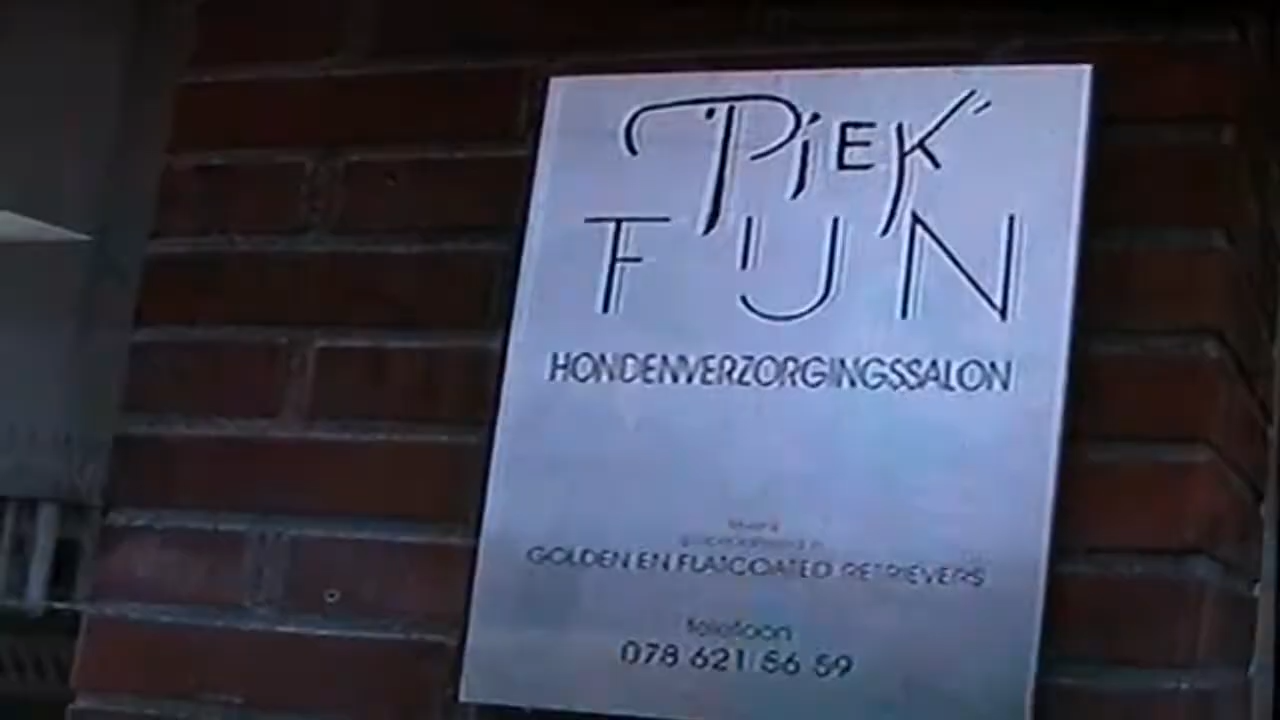 "PIEK"
FIJN
HONDENVERZORGINGSSALON
GOLDEN EN FLATCOATED RETRIEVERS
telefoon
078 621 56 59